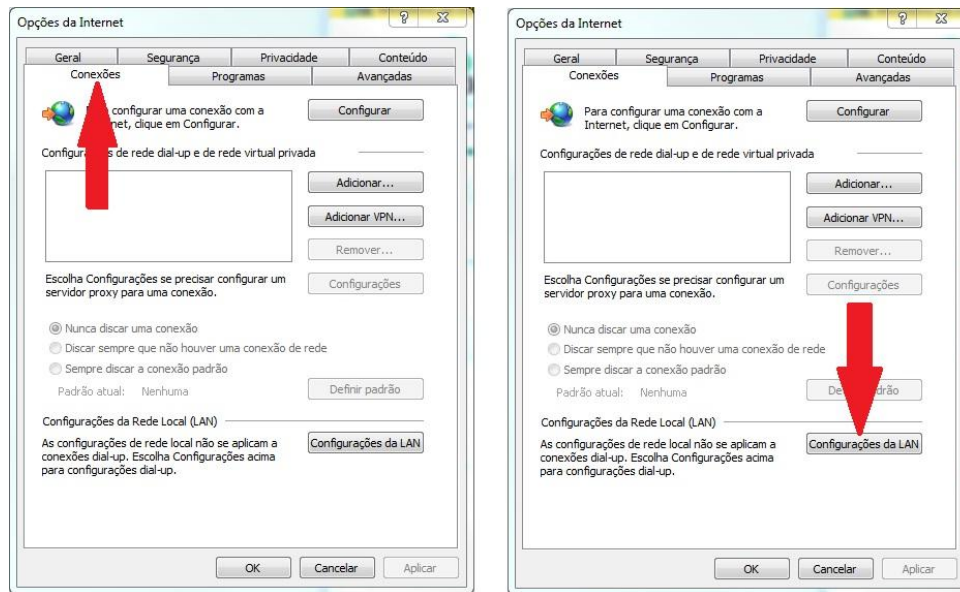 Opções da Internet
Geral Segurança Privacidade Conteúdo
Conexões Programas Avançadas
configurar uma conexão com a
clique em Configurar.
Configurar
de rede dial-up e de rede virtual privada
Adicionar...
Adicionar VPN...
Remover...
Escolha Configurações se precisar configurar um
servidor proxy para uma conexão.
Configurações
Nunca discar uma conexão
Discar sempre que não houver uma conexão de rede
Sempre discar a conexão padrão
Padrão atual: Nenhuma
Definir padrão
Configurações da Rede Local (LAN)
As configurações de rede local não se aplicam a
conexões dial-up. Escolha Configurações acima
para configurações dial-up.
Configurações da LAN
OK Cancelar Aplicar
Opções da Internet
Geral Segurança Privacidade Conteúdo
Conexões Programas Avançadas
Para configurar uma conexão com a
Internet, clique em Configurar.
Configurar
Configurações de rede dial-up e de rede virtual privada
Adicionar...
Adicionar VPN...
Remover...
Escolha Configurações se precisar configurar um
servidor proxy para uma conexão.
Configurações
Nunca discar uma conexão
Discar sempre que não houver uma conexão de rede
Sempre discar a conexão padrão
Padrão atual: Nenhuma
Configurações da Rede Local (LAN)
As configurações de rede local não se aplicam a
conexões dial-up. Escolha Configurações acima
para configurações dial-up.
Configurações da LAN
OK Cancelar Aplicar